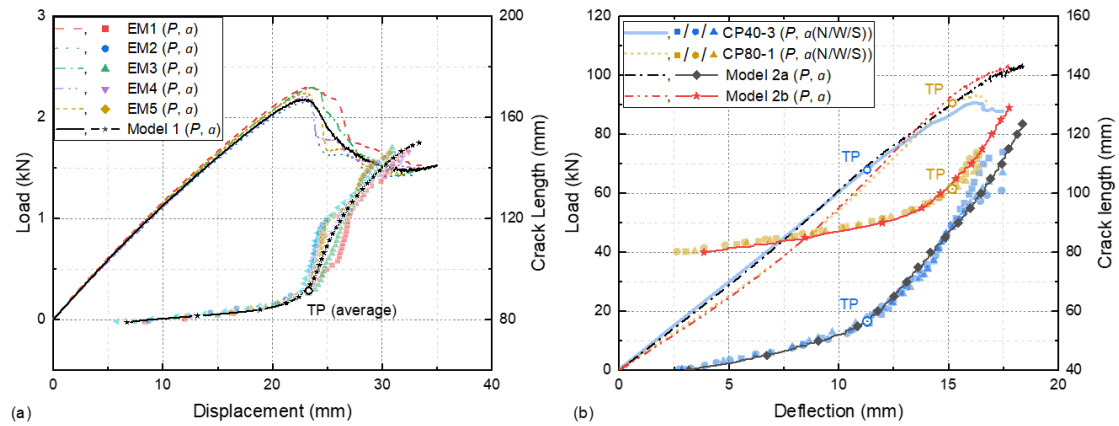 3
2
1
0
Load (kN)
200
160
120
80
Crack Length (mm)
EM1 (P, a)
EM2 (P, a)
EM3 (P, a)
EM4 (P, a)
EM5 (P, a)
Model 1 (P, a)
TP (average)
0
10
20
30
40
(a)
Displacement (mm)
120
100
80
60
40
20
0
Load (kN)
160
140
120
100
80
60
40
Crack length (mm)
, ■/●/▲ CP40-3 (P, a(N/W/S))
, ■/●/▲ CP80-1 (P, a(N/W/S))
Model 2a (P, a)
Model 2b (P, a)
TP
TP
TP
TP
0
5
10
15
20
(b)
Deflection (mm)